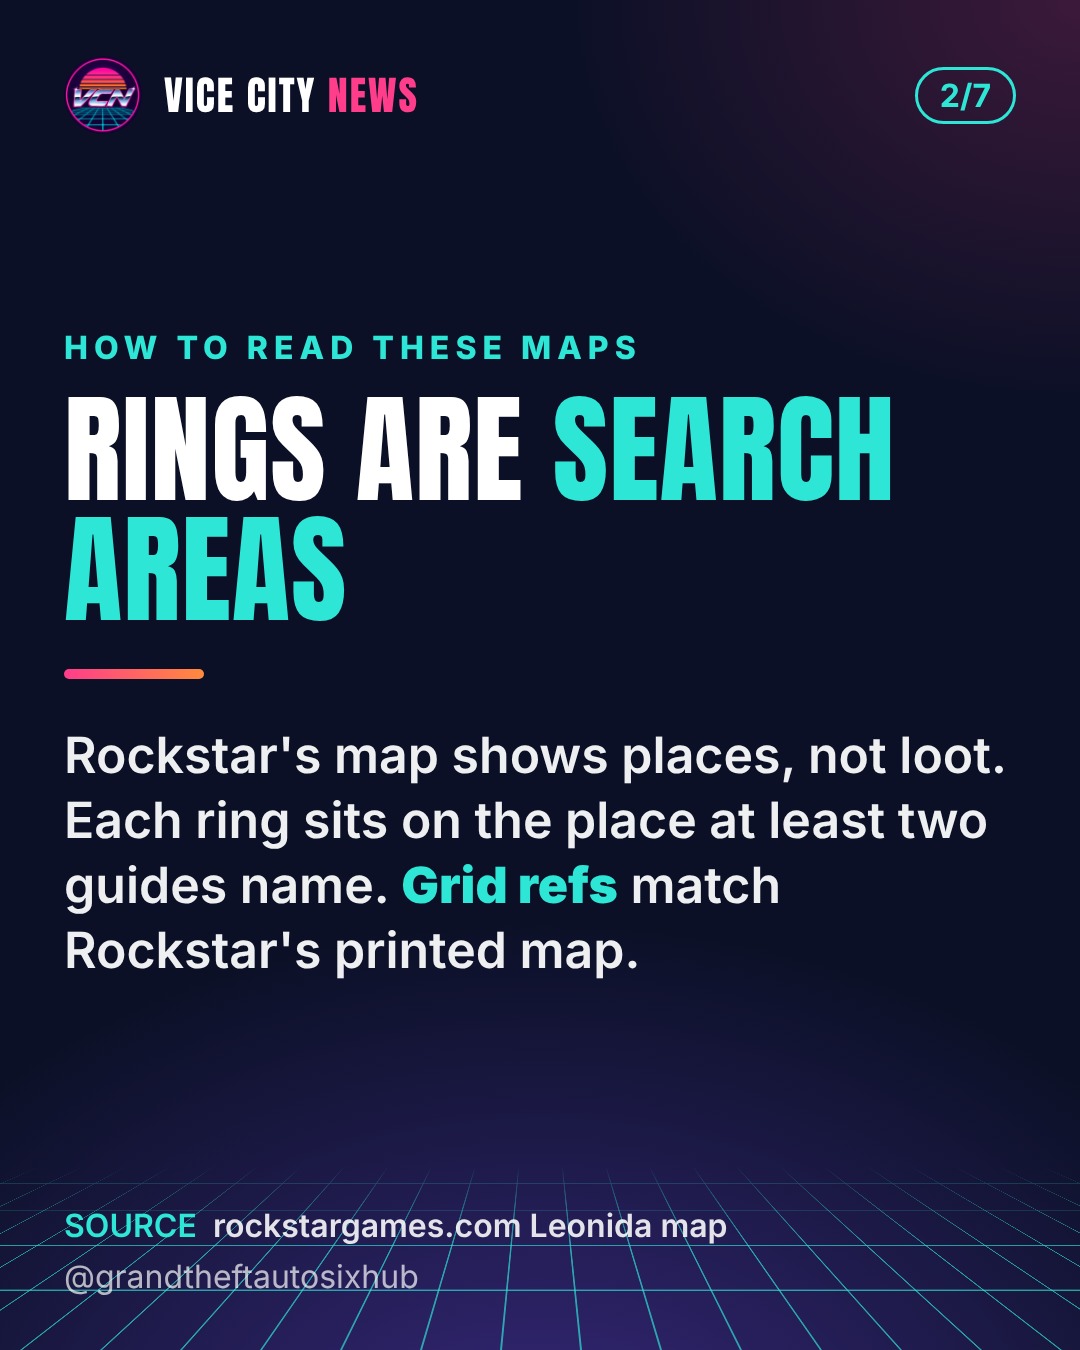 VCN
VICE CITY NEWS
2/7
HOW TO READ THESE MAPS
RINGS ARE SEARCH
AREAS
Rockstar's map shows places, not loot.
Each ring sits on the place at least two
guides name. Grid refs match
Rockstar's printed map.
SOURCE rockstargames.com Leonida map
@grandtheftautosixhub